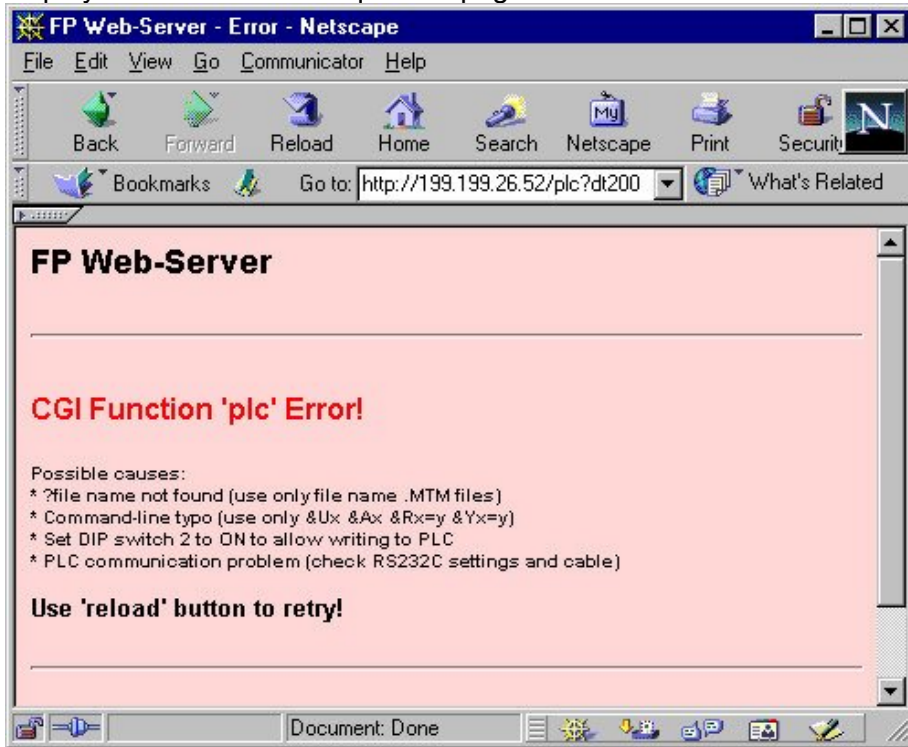 FP Web-Server - Error - Netscape
File Edit View Go Communicator Help
Back Forward Reload Home Search Netscape Print Security
My
N
Bookmarks Go to: http://199.199.26.52/plc?dt200 What's Related
FP Web-Server
CGI Function 'plc' Error!
Possible causes:
* ?file name not found (use only file name .MTM files)
* Command-line typo (use only &Ux &Ax &Rx=y &Yx=y)
* Set DIP switch 2 to ON to allow writing to PLC
* PLC communication problem (check RS232C settings and cable)
Use 'reload' button to retry!
Document: Done